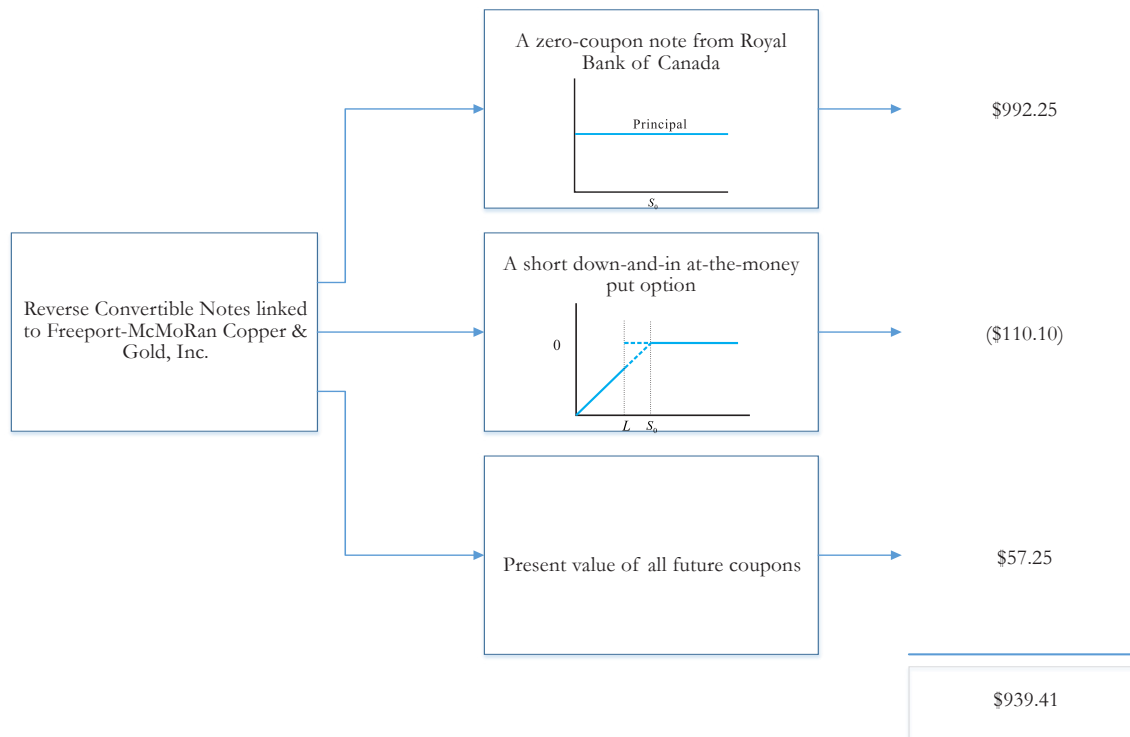 Reverse Convertible Notes linked
to Freeport-McMoRan Copper &
Gold, Inc.
A zero-coupon note from Royal
Bank of Canada
Principal
S₀
$992.25
A short down-and-in at-the-money
put option
0
L
S₀
($110.10)
Present value of all future coupons
$57.25
$939.41